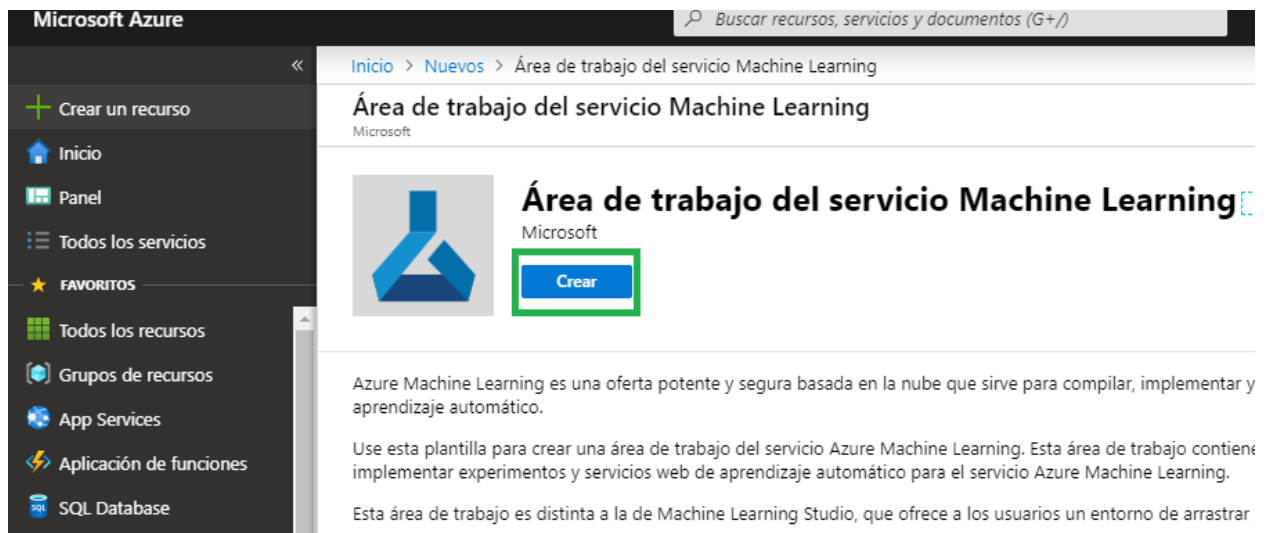 Microsoft Azure
Buscar recursos, servicios y documentos (G+/)
«
Inicio > Nuevos > Área de trabajo del servicio Machine Learning
Crear un recurso
Inicio
Panel
Todos los servicios
FAVORITOS
Todos los recursos
Grupos de recursos
App Services
Aplicación de funciones
SQL
SQL Database
Área de trabajo del servicio Machine Learning
Microsoft
Área de trabajo del servicio Machine Learning
Microsoft
Crear
Azure Machine Learning es una oferta potente y segura basada en la nube que sirve para compilar, implementar y
aprendizaje automático.
Use esta plantilla para crear una área de trabajo del servicio Azure Machine Learning. Esta área de trabajo contiene
implementar experimentos y servicios web de aprendizaje automático para el servicio Azure Machine Learning.
Esta área de trabajo es distinta a la de Machine Learning Studio, que ofrece a los usuarios un entorno de arrastrar